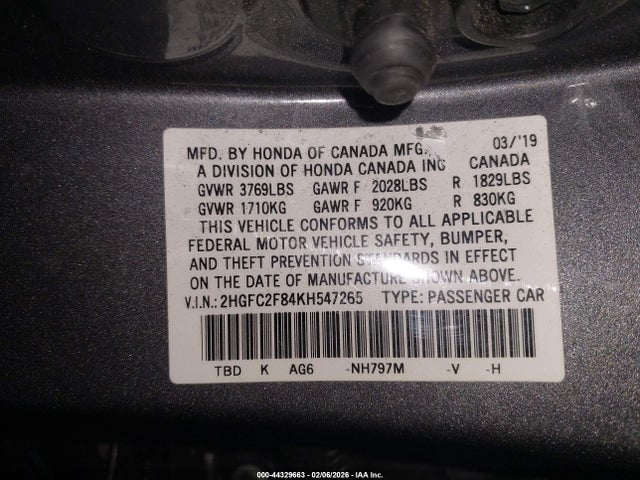 MFD. BY HONDA OF CANADA MFG. 03/'19
A DIVISION OF HONDA CANADA INC CANADA
GVWR 3769LBS GAWR F 2028LBS R 1829LBS
GVWR 1710KG GAWR F 920KG R 830KG
THIS VEHICLE CONFORMS TO ALL APPLICABLE
FEDERAL MOTOR VEHICLE SAFETY, BUMPER,
AND THEFT PREVENTION STANDARDS IN EFFECT
ON THE DATE OF MANUFACTURE SHOWN ABOVE.
V.I.N.: 2HGFC2F84KH547265 TYPE: PASSENGER CAR
TBD K AG6 -NH797M -V -H
000-44329663 - 02/06/2026 - IAA Inc.